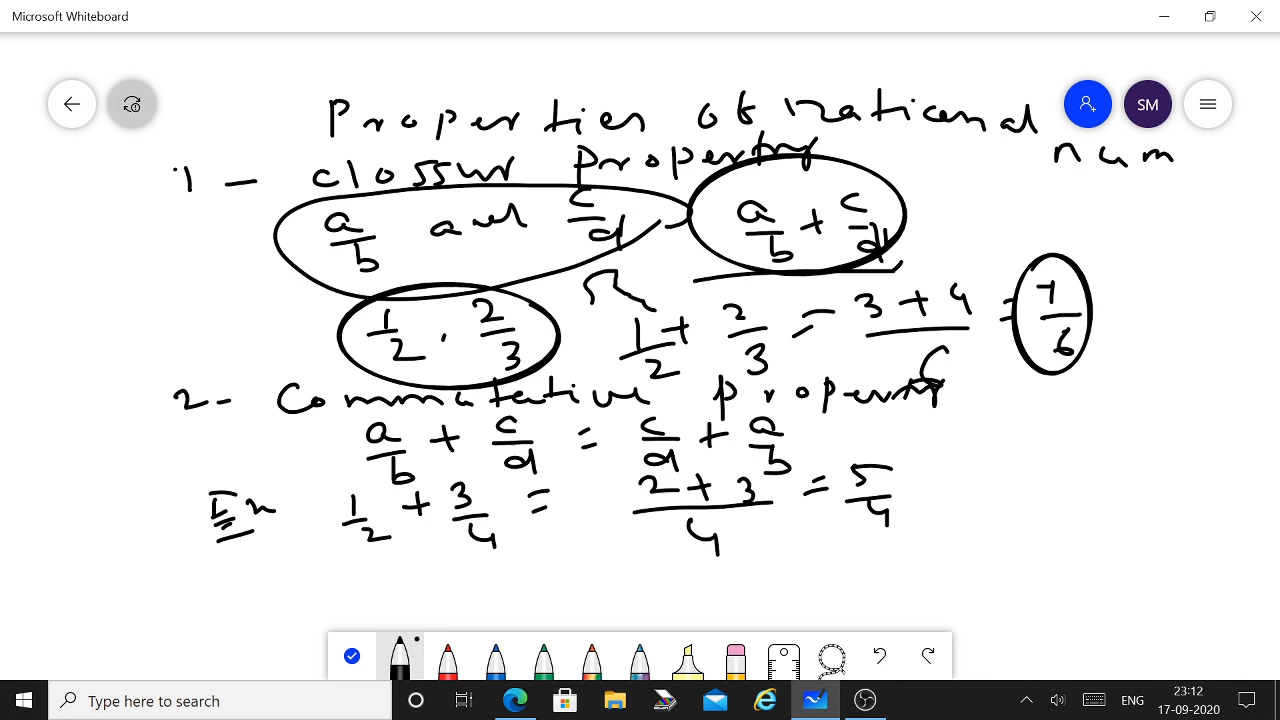 Microsoft Whiteboard
SM
Properties of rational
num
1 - clossur property
a/b and c/d a/b + c/d
1/2 . 2/3 1/2 + 2/3 = 3 + 4/6 = 7/6
2 - Commutative property
a/b + c/d = c/d + a/b
Ex 1/2 + 3/4 = 2 + 3/4 = 5/4
Type here to search
ENG
23:12
17-09-2020